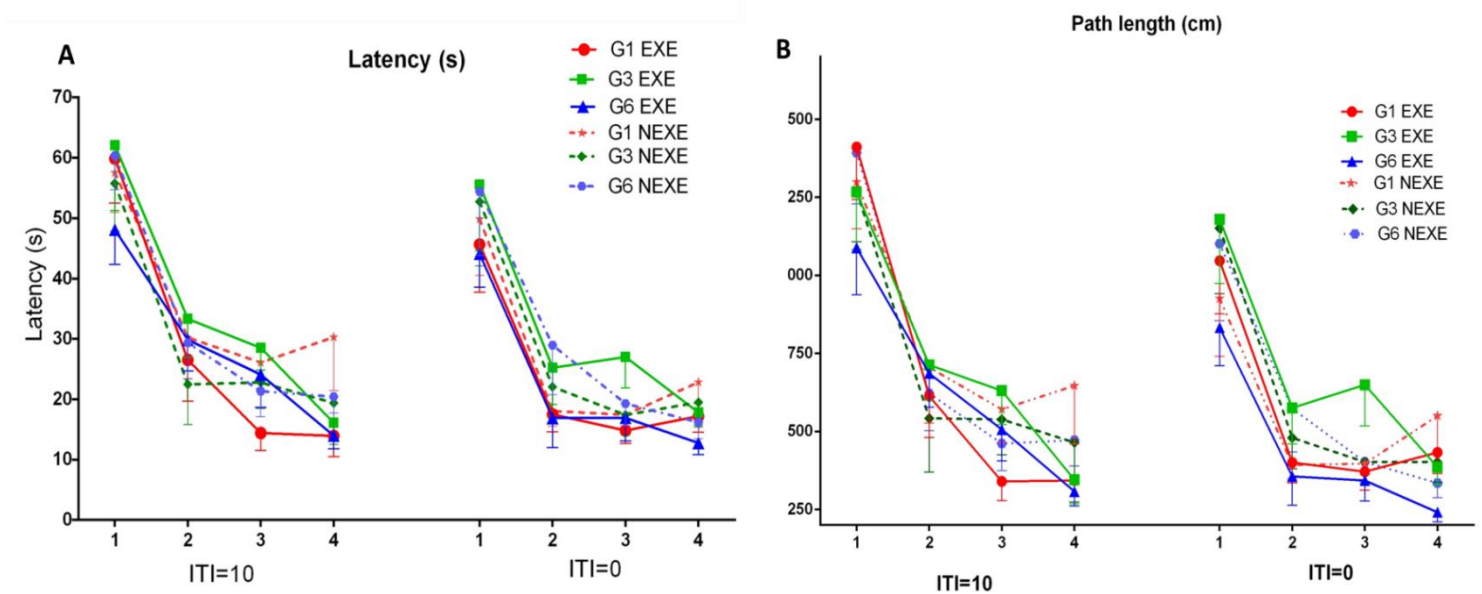 A
Latency (s)
G1 EXE
G3 EXE
G6 EXE
G1 NEXE
G3 NEXE
G6 NEXE
Latency (s)
70
60
50
40
30
20
10
0
1 2 3 4 1 2 3 4
ITI=10 ITI=0
B
Path length (cm)
G1 EXE
G3 EXE
G6 EXE
G1 NEXE
G3 NEXE
G6 NEXE
500
250
000
750
500
250
1 2 3 4 1 2 3 4
ITI=10 ITI=0